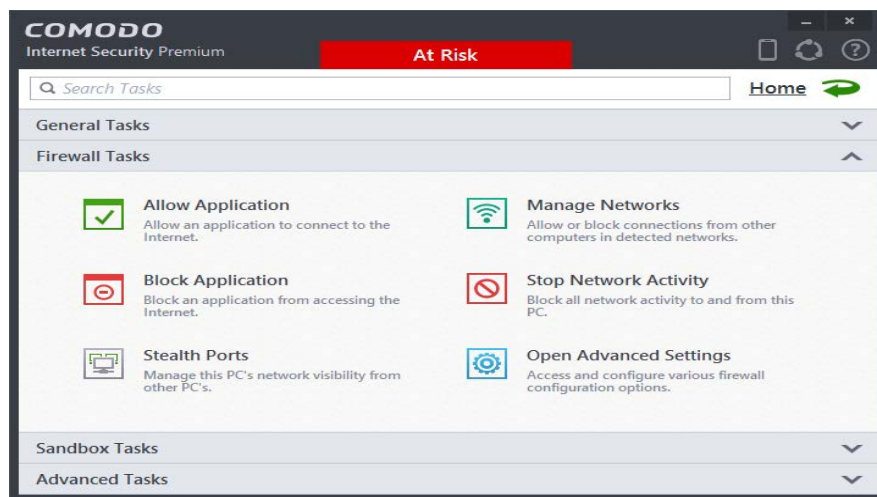 COMODO
Internet Security Premium
At Risk
Search Tasks
Home
General Tasks
Firewall Tasks
Allow Application
Allow an application to connect to the
Internet.
Manage Networks
Allow or block connections from other
computers in detected networks.
Block Application
Block an application from accessing the
Internet.
Stop Network Activity
Block all network activity to and from this
PC.
Stealth Ports
Manage this PC's network visibility from
other PC's.
Open Advanced Settings
Access and configure various firewall
configuration options.
Sandbox Tasks
Advanced Tasks